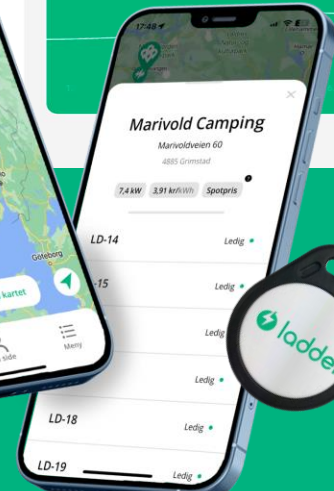 Göteborg
kartet
side
Meny
17:48
Marivold Camping
Marivoldveien 60
4885 Grimstad
7,4 kW 3,91 kr/kWh Spotpris
LD-14 Ledig
-15 Ledig
Ledig
Ledig
LD-18 Ledig
LD-19 Ledig
ladde